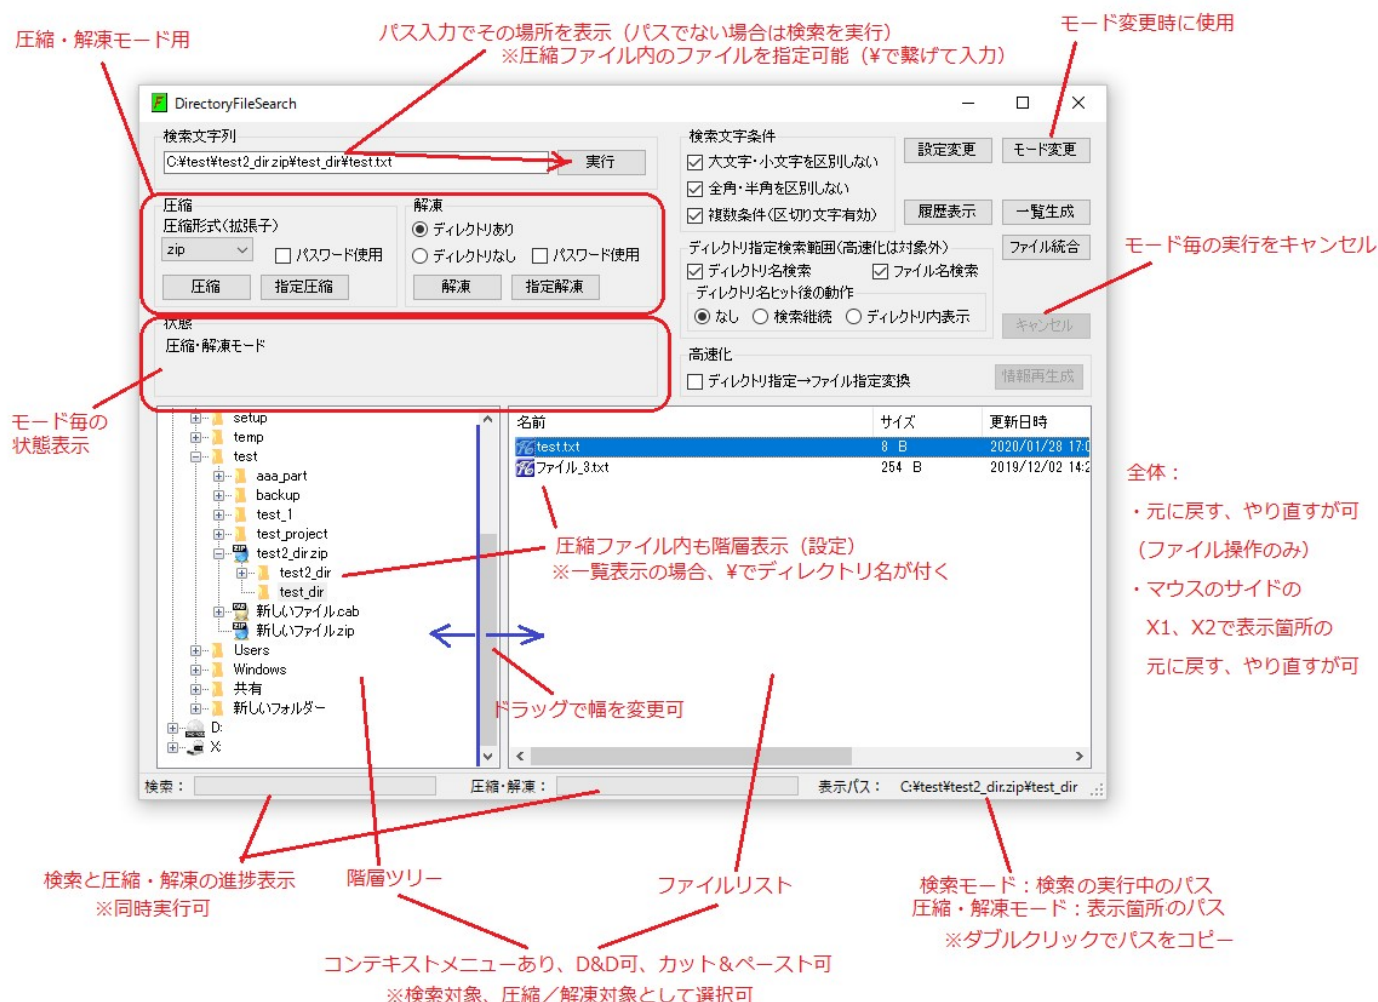 モード変更時に使用
圧縮・解凍モード用
パス入力でその場所を表示（パスでない場合は検索を実行）
※圧縮ファイル内のファイルを指定可能（¥で繋げて入力）
DirectoryFileSearch
検索文字列
C:¥test¥test2_dir.zip¥test_dir¥test.txt
実行
検索文字条件
大文字・小文字を区別しない
全角・半角を区別しない
複数条件(区切り文字有効)
設定変更
モード変更
履歴表示
一覧生成
ファイル統合
キャンセル
圧縮
圧縮形式(拡張子)
zip
パスワード使用
圧縮
指定圧縮
解凍
ディレクトリあり
ディレクトリなし
パスワード使用
解凍
指定解凍
ディレクトリ指定検索範囲(高速化は対象外)
ディレクトリ名検索
ファイル名検索
ディレクトリ名ヒット後の動作
なし
検索継続
ディレクトリ内表示
モード毎の実行をキャンセル
状態
圧縮・解凍モード
高速化
ディレクトリ指定→ファイル指定変換
情報再生成
モード毎の
状態表示
setup
temp
test
aaa_part
backup
test_1
test_project
test2_dir.zip
test2_dir
test_dir
新しいファイル.cab
新しいファイル.zip
Users
Windows
共有
新しいフォルダー
D:
X:
名前 サイズ 更新日時
test.txt 8 B 2020/01/28 17:0
ファイル_3.txt 254 B 2019/12/02 14:2
圧縮ファイル内も階層表示（設定）
※一覧表示の場合、¥でディレクトリ名が付く
ドラッグで幅を変更可
全体：
・元に戻す、やり直すが可
（ファイル操作のみ）
・マウスのサイドの
X1、X2で表示箇所の
元に戻す、やり直すが可
検索：
圧縮・解凍：
表示パス： C:¥test¥test2_dir.zip¥test_dir
検索と圧縮・解凍の進捗表示
※同時実行可
階層ツリー
ファイルリスト
検索モード：検索の実行中のパス
圧縮・解凍モード：表示箇所のパス
※ダブルクリックでパスをコピー
コンテキストメニューあり、D&D可、カット＆ペースト可
※検索対象、圧縮／解凍対象として選択可